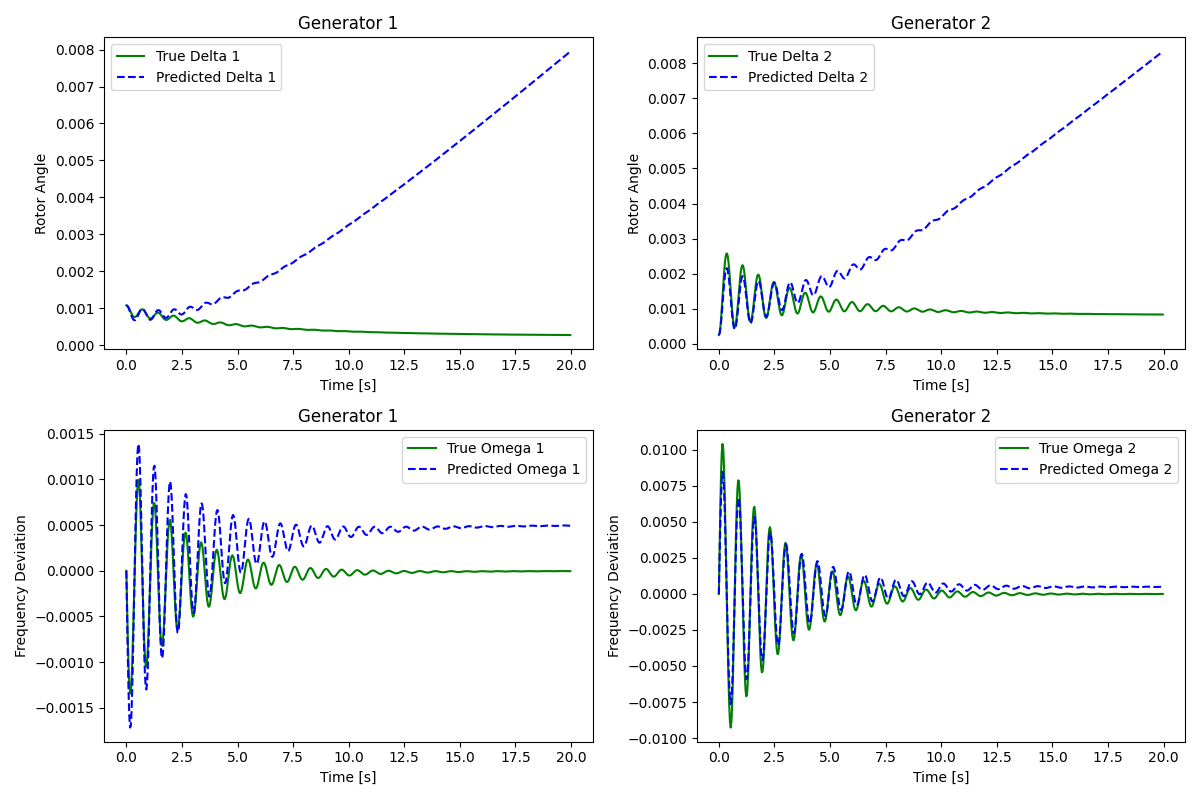 Generator 1
True Delta 1
Predicted Delta 1
Rotor Angle
0.008
0.007
0.006
0.005
0.004
0.003
0.002
0.001
0.000
0.0 2.5 5.0 7.5 10.0 12.5 15.0 17.5 20.0
Time [s]
Generator 2
True Delta 2
Predicted Delta 2
Rotor Angle
0.008
0.007
0.006
0.005
0.004
0.003
0.002
0.001
0.000
0.0 2.5 5.0 7.5 10.0 12.5 15.0 17.5 20.0
Time [s]
Generator 1
True Omega 1
Predicted Omega 1
Frequency Deviation
0.0015
0.0010
0.0005
0.0000
−0.0005
−0.0010
−0.0015
0.0 2.5 5.0 7.5 10.0 12.5 15.0 17.5 20.0
Time [s]
Generator 2
True Omega 2
Predicted Omega 2
Frequency Deviation
0.0100
0.0075
0.0050
0.0025
0.0000
−0.0025
−0.0050
−0.0075
−0.0100
0.0 2.5 5.0 7.5 10.0 12.5 15.0 17.5 20.0
Time [s]